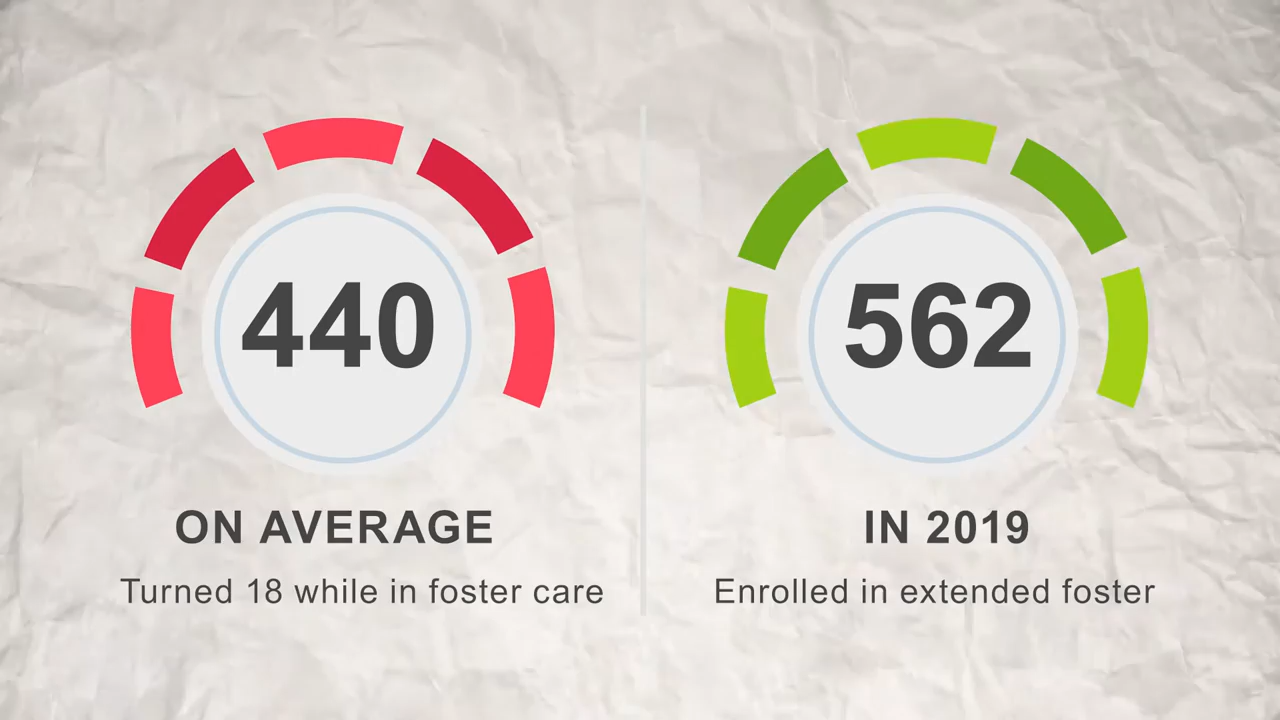 440
ON AVERAGE
Turned 18 while in foster care
562
IN 2019
Enrolled in extended foster